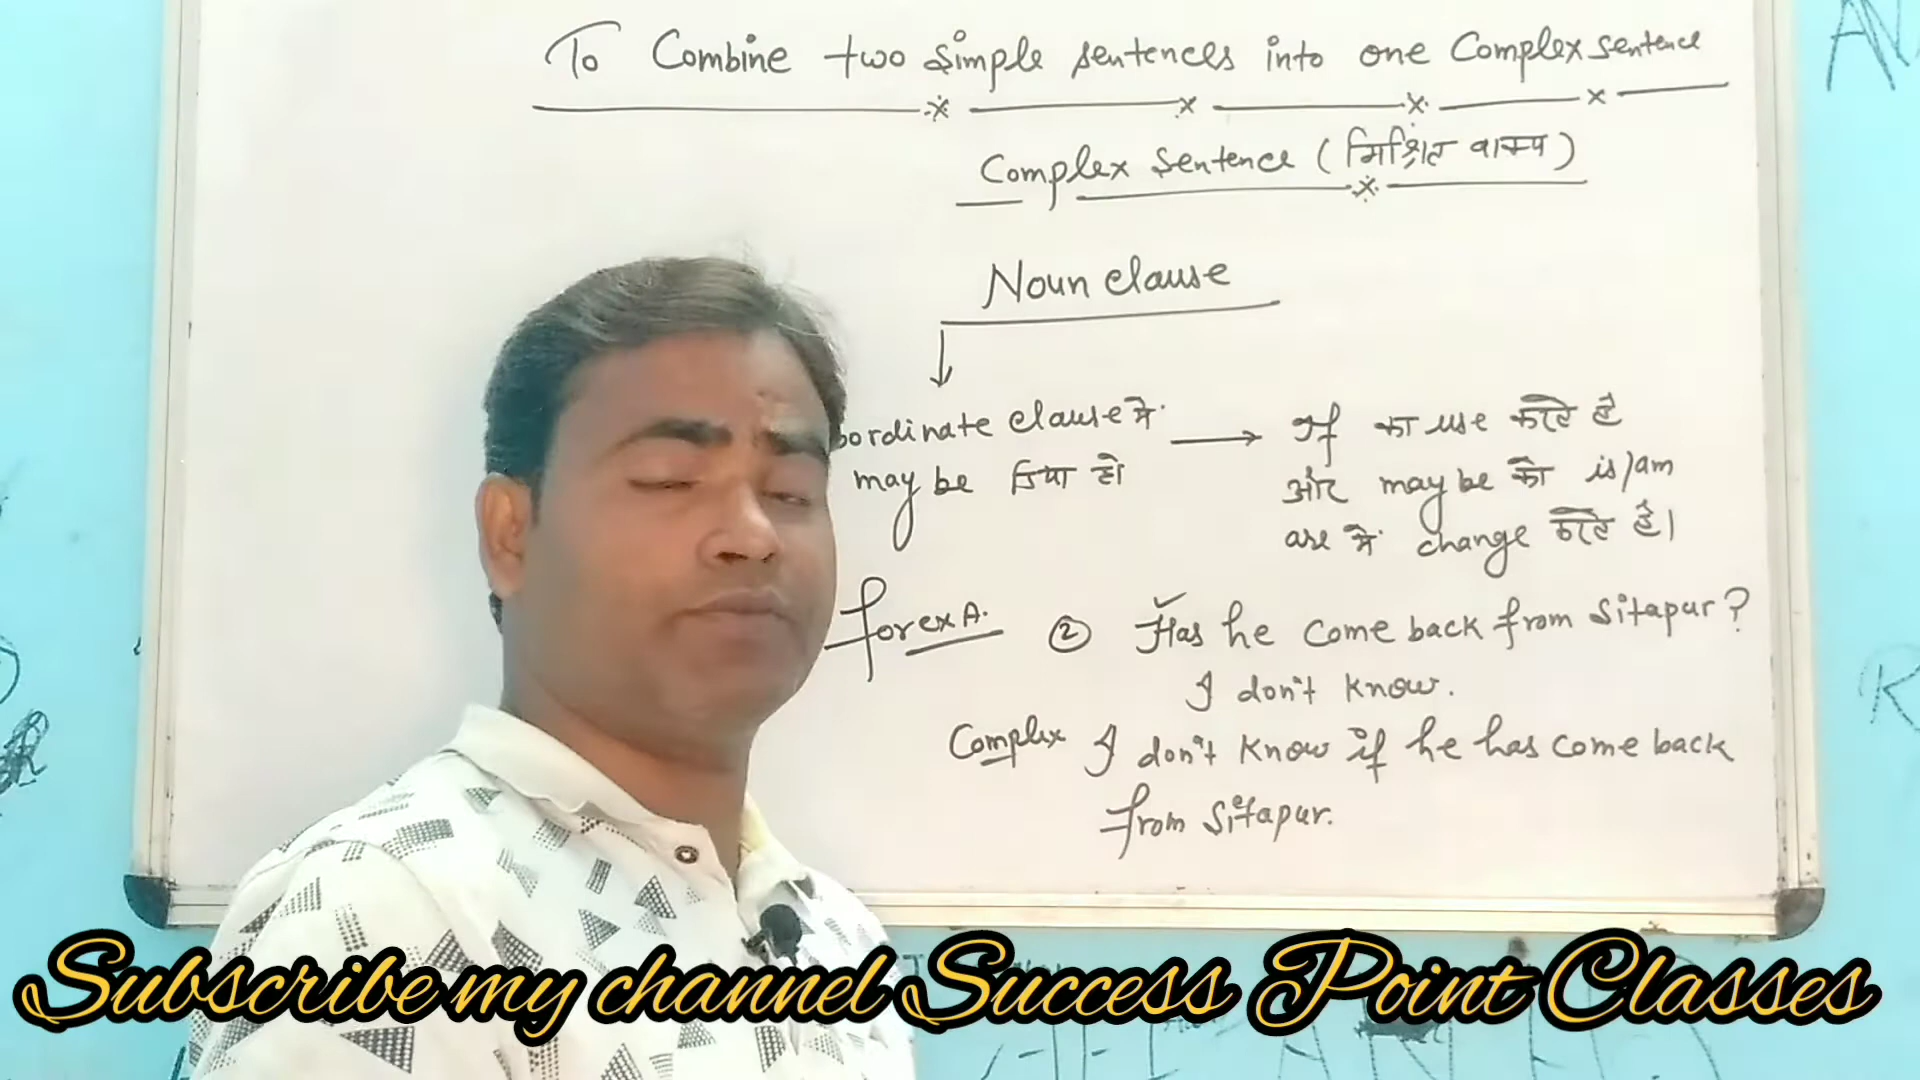 To Combine two simple sentences into one Complex sentence
Complex Sentence (मिश्रित वाक्य)
Noun clause
bordinate clause में → If का use करते है
may be दिया हो और may be को is/am
are में change करते है।
for ex A. ② Has he come back from Sitapur?
I don't know.
Complex I don't know if he has come back
from Sitapur.
Subscribe my channel Success Point Classes